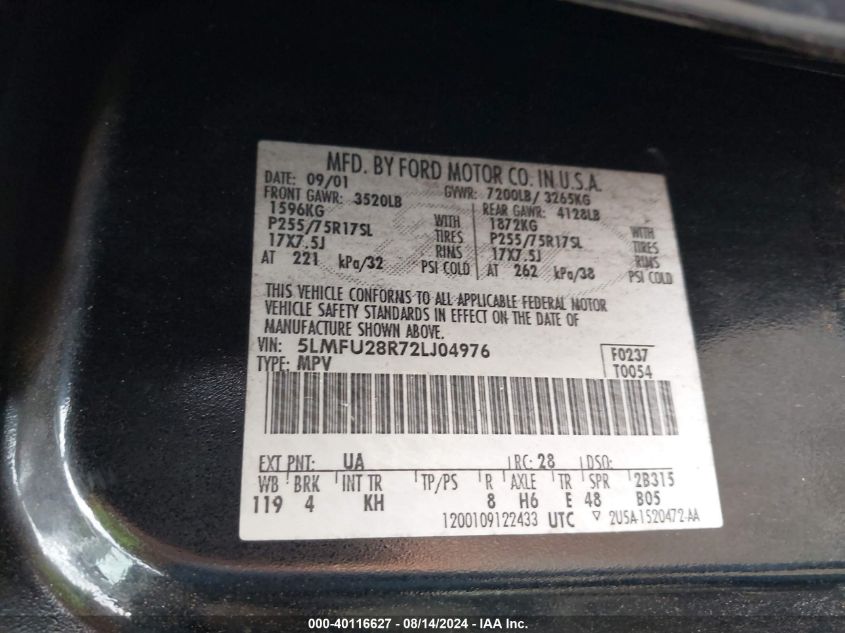 MFD. BY FORD MOTOR CO. IN U.S.A.
DATE: 09/01 GVWR: 7200LB/ 3265KG
FRONT GAWR: 3520LB REAR GAWR: 4128LB
1596KG WITH 1872KG WITH
P255/75R17SL TIRES P255/75R17SL TIRES
17X7.5J RIMS 17X7.5J RIMS
AT 221 kPa/32 PSI COLD AT 262 kPa/38 PSI COLD
THIS VEHICLE CONFORMS TO ALL APPLICABLE FEDERAL MOTOR
VEHICLE SAFETY STANDARDS IN EFFECT ON THE DATE OF
MANUFACTURE SHOWN ABOVE.
VIN: 5LMFU28R72LJ04976 F0237
TYPE: MPV T0054
EXT PNT: UA RC: 28 DSO:
WB BRK INT TR TP/PS R AXLE TR SPR 2B315
119 4 KH 8 H6 E 48 B05
1200109122433 UTC ▽ 2U5A-1520472-AA
000-40116627 - 08/14/2024 - COPYRIGHT IAA, LLC.